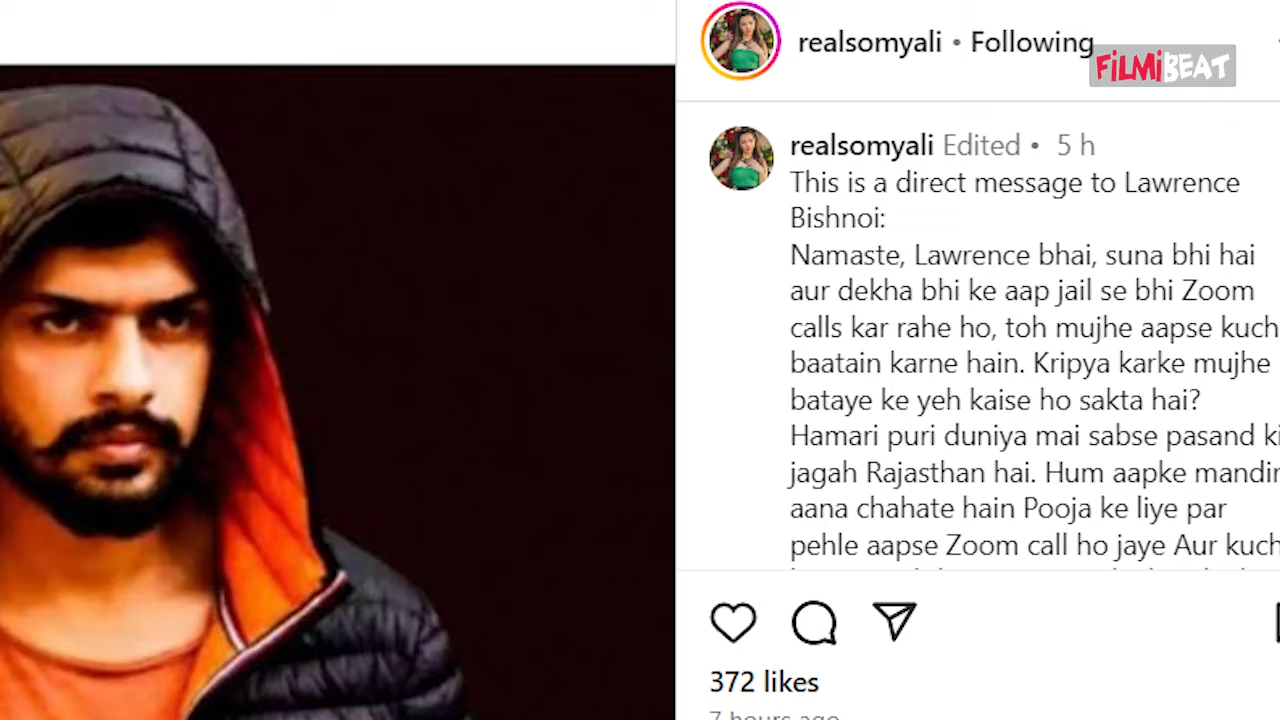 realsomyali • Following
FiLMiBEAT
realsomyali Edited • 5 h
This is a direct message to Lawrence
Bishnoi:
Namaste, Lawrence bhai, suna bhi hai
aur dekha bhi ke aap jail se bhi Zoom
calls kar rahe ho, toh mujhe aapse kuch
baatain karne hain. Kripya karke mujhe
bataye ke yeh kaise ho sakta hai?
Hamari puri duniya mai sabse pasand ki
jagah Rajasthan hai. Hum aapke mandir
aana chahate hain Pooja ke liye par
pehle aapse Zoom call ho jaye Aur kuch
372 likes
7 hours ago